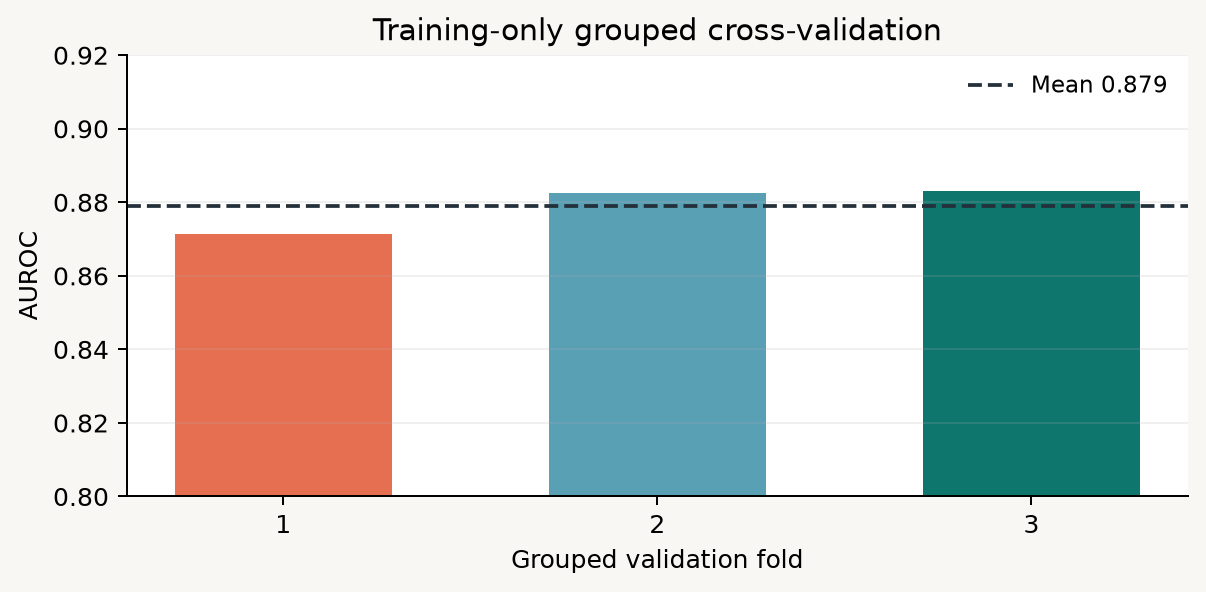 Training-only grouped cross-validation
Mean 0.879
0.92
0.90
0.88
0.86
0.84
0.82
0.80
AUROC
1 2 3
Grouped validation fold